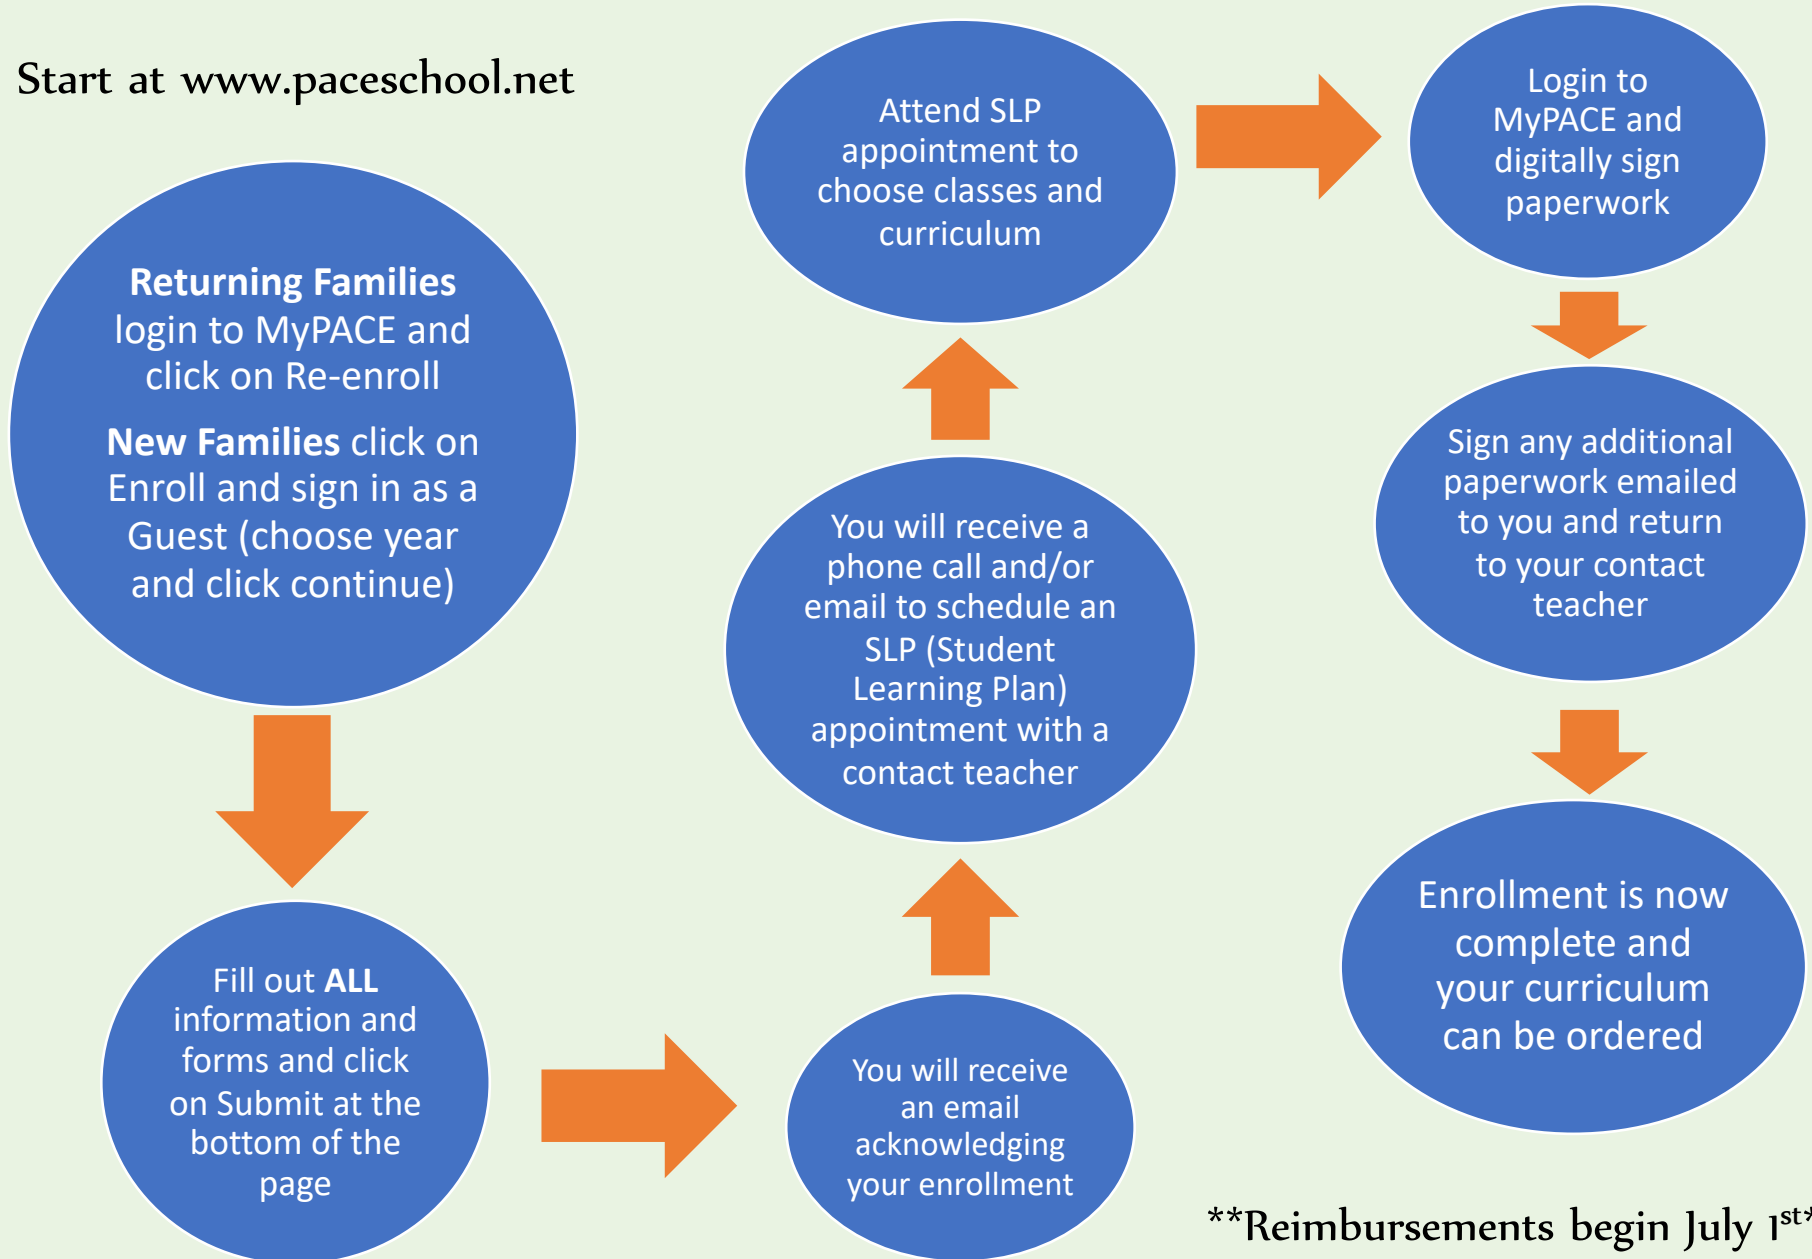 Start at www.paceschool.net
Returning Families
login to MyPACE and
click on Re-enroll
New Families click on
Enroll and sign in as a
Guest (choose year
and click continue)
Fill out ALL
information and
forms and click
on Submit at the
bottom of the
page
You will receive
an email
acknowledging
your enrollment
You will receive a
phone call and/or
email to schedule an
SLP (Student
Learning Plan)
appointment with a
contact teacher
Attend SLP
appointment to
choose classes and
curriculum
Login to
MyPACE and
digitally sign
paperwork
Sign any additional
paperwork emailed
to you and return
to your contact
teacher
Enrollment is now
complete and
your curriculum
can be ordered
**Reimbursements begin July 1st*